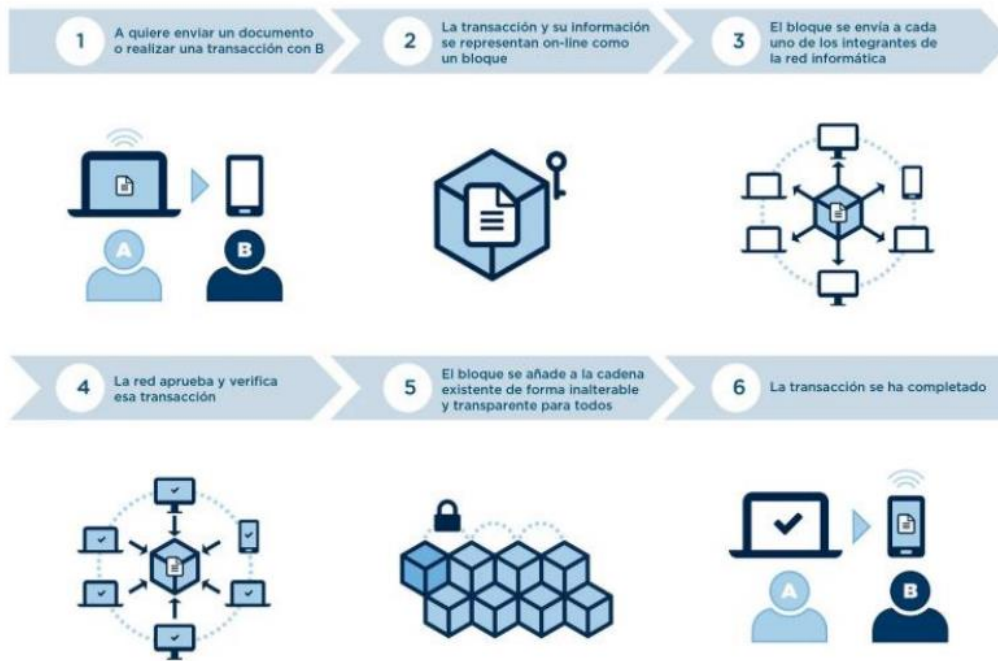 1
A quiere enviar un documento
o realizar una transacción con B
2
La transacción y su información
se representan on-line como
un bloque
3
El bloque se envía a cada
uno de los integrantes de
la red informática
A
B
4
La red aprueba y verifica
esa transacción
5
El bloque se añade a la cadena
existente de forma inalterable
y transparente para todos
6
La transacción se ha completado
A
B